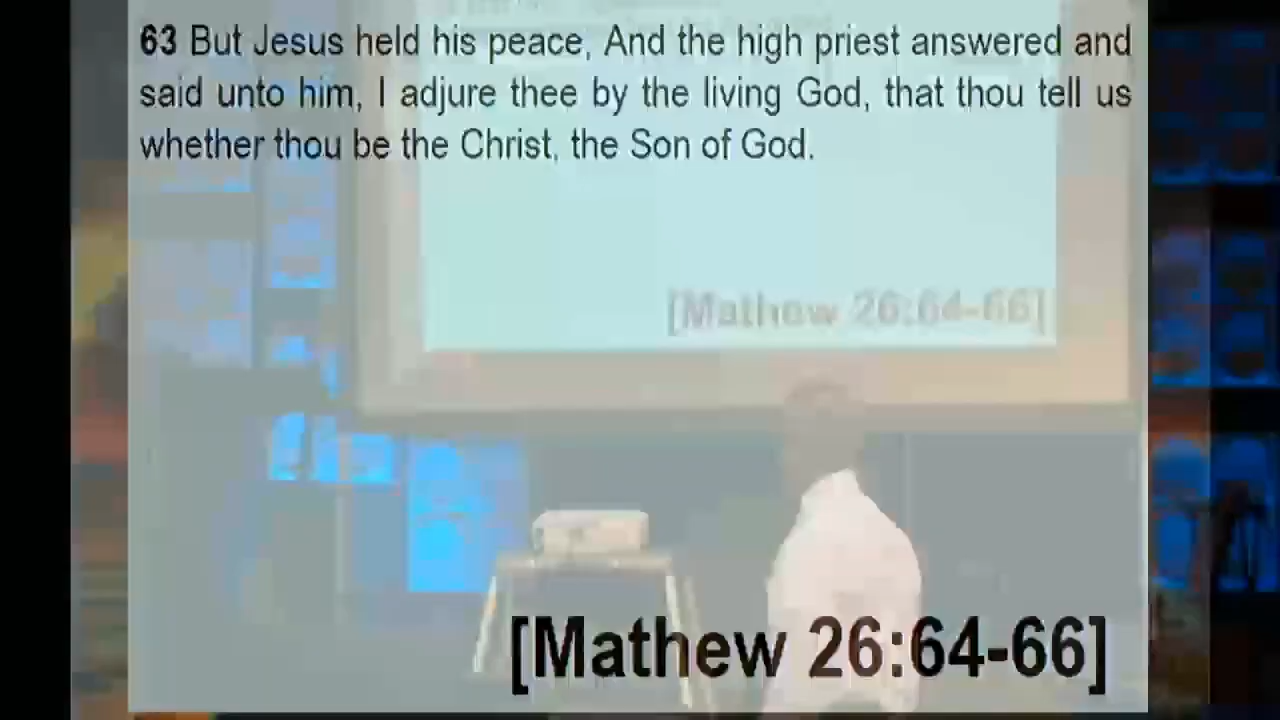 63 But Jesus held his peace, And the high priest answered and
said unto him, I adjure thee by the living God, that thou tell us
whether thou be the Christ, the Son of God.
[Mathew 26:64-66]
[Mathew 26:64-66]